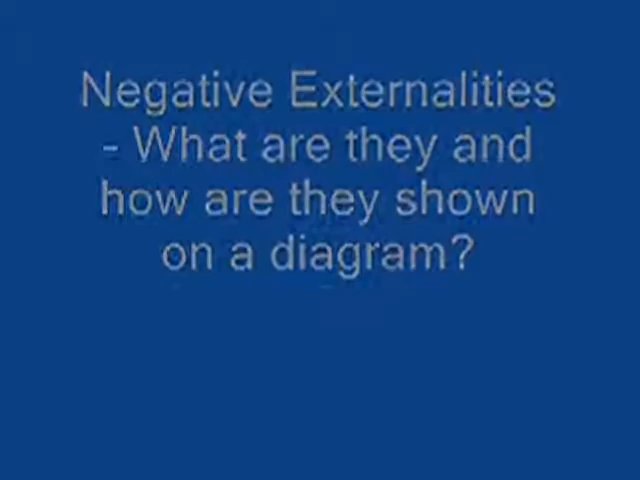 Negative Externalities
- What are they and
how are they shown
on a diagram?